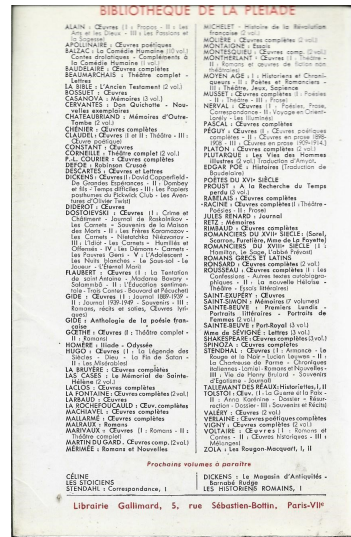 BIBLIOTHEQUE DE LA PLEIADE
ALAIN : Œuvres (I : Propos - II : Les
Arts et les Dieux - III : Les Passions et
la Sagesse)
APOLLINAIRE : Œuvres poétiques
BALZAC : La Comédie Humaine (10 vol.)
Contes drolatiques - Compléments à
la Comédie Humaine (1 vol.)
BAUDELAIRE : Œuvres complètes
BEAUMARCHAIS : Théâtre complet -
Lettres
LA BIBLE : L'Ancien Testament (2 vol.)
BOSSUET : Œuvres
CASANOVA : Mémoires (3 vol.)
CERVANTES : Don Quichotte - Nou-
velles exemplaires
CHATEAUBRIAND : Mémoires d'Outre-
Tombe (2 vol.)
CHÉNIER : Œuvres complètes
CLAUDEL : Œuvres (I et II : Théâtre - III :
Œuvre poétique)
CONSTANT : Œuvres
CORNEILLE : Théâtre complet (2 vol.)
P.-L. COURIER : Œuvres complètes
DEFOE : Robinson Crusoé
DESCARTES : Œuvres et Lettres
DICKENS : Œuvres (I : David Copperfield -
De Grandes Espérances - II : Dombey
et fils - Temps difficiles - III : Les Papiers
posthumes du Pickwick Club - Les Aven-
tures d'Olivier Twist)
DIDEROT : Œuvres
DOSTOIEVSKI : Œuvres (I : Crime et
Châtiment - Journal de Raskolnikov -
Les Carnets - Souvenirs de la Maison
des Morts - II : Les Frères Karamazov -
Les Carnets - Niétotchka Niézvanov -
III : L'Idiot - Les Carnets - Humiliés et
Offensés - IV : Les Démons - Carnets -
Les Pauvres Gens - V : L'Adolescent -
Les Nuits blanches - Le Sous-sol - Le
Joueur - L'Éternel Mari)
FLAUBERT : Œuvres (I : La Tentation
de saint Antoine - Madame Bovary -
Salammbô - II : L'Éducation sentimen-
tale - Trois Contes - Bouvard et Pécuchet)
GIDE : Œuvres (I : Journal 1889-1939 -
II : Journal 1939-1949 - Souvenirs - III :
Romans, récits et soties, Œuvres lyri-
ques)
GIDE : Anthologie de la poésie fran-
çaise
GŒTHE : Œuvres (I : Théâtre complet -
II : Romans)
HOMÈRE : Iliade - Odyssée
HUGO : Œuvres (I : La Légende des
Siècles - Dieu - La Fin de Satan -
II : Les Misérables)
LA BRUYÈRE : Œuvres complètes
LAS CASES : Le Mémorial de Sainte-
Hélène (2 vol.)
LACLOS : Œuvres complètes
LA FONTAINE : Œuvres complètes (2 vol.)
LARBAUD : Œuvres
LA ROCHEFOUCAULD : Œuv. complètes
MACHIAVEL : Œuvres complètes
MALLARMÉ : Œuvres complètes
MALRAUX : Romans
MARIVAUX : Œuvres (I : Romans - II :
Théâtre complet)
MARTIN DU GARD : Œuvres comp. (2 vol.)
MÉRIMÉE : Romans et Nouvelles
MICHELET : Histoire de la Révolution
française (2 vol.)
MOLIÈRE : Œuvres complètes (2 vol.)
MONTAIGNE : Essais
MONTESQUIEU : Œuvres comp. (2 vol.)
MONTHERLANT : Œuvres (I : Théâtre -
II : Romans et œuvres de fiction non
théâtrales)
MOYEN AGE : I : Historiens et Chroni-
queurs - II : Poètes et Romanciers -
III : Théâtre, Jeux, Sapience
MUSSET : Œuvres complètes (I : Poésies
- II : Théâtre - III : Prose)
NERVAL : Œuvres (I : Poésies, Prose,
Correspondance - II : Voyage en Orient,
Lorely - Les Illuminés)
PASCAL : Œuvres complètes
PÉGUY : Œuvres (I : Œuvres poétiques
complètes - II : Œuvres en prose 1898-
1908 - III : Œuvres en prose 1909-1914)
PLATON : Œuvres complètes (2 vol.)
PLUTARQUE : Les Vies des Hommes
illustres (2 vol.) Traduction d'Amyot.
EDGAR POE : Histoires (Traduction de
Baudelaire)
POÈTES DU XVIe SIÈCLE
PROUST : A la Recherche du Temps
perdu (3 vol.)
RABELAIS : Œuvres complètes
RACINE : Œuvres complètes (I : Théâtre -
Poésies - II : Prose)
JULES RENARD : Journal
RETZ : Mémoires
RIMBAUD : Œuvres complètes
ROMANCIERS DU XVIIe SIÈCLE (Sorel,
Scarron, Furetière, Mme de La Fayette)
ROMANCIERS DU XVIIIe SIÈCLE (I :
Hamilton, Le Sage, l'abbé Prévost)
ROMANS GRECS ET LATINS
RONSARD : Œuvres complètes (2 vol.)
ROUSSEAU : Œuvres complètes (I : Les
Confessions - Autres textes autobiogra-
phiques - II : La nouvelle Héloïse -
Théâtre - Essais littéraires)
SAINT-EXUPÉRY : Œuvres
SAINT-SIMON : Mémoires (7 volumes)
SAINTE-BEUVE : Premiers Lundis -
Portraits littéraires - Portraits de
Femmes (2 vol.)
SAINTE-BEUVE : Port-Royal (3 vol.)
Mme de SÉVIGNÉ : Lettres (3 vol.)
SHAKESPEARE : Œuvres complètes (2 vol.)
SPINOZA : Œuvres complètes
STENDHAL : Œuvres (I : Armance - Le
Rouge et le Noir - Lucien Leuwen - II :
La Chartreuse de Parme - Chroniques
italiennes - Lamiel - Romans et Nouvelles -
III : Vie de Henry Brulard - Souvenirs
d'Égotisme - Journal)
TALLEMANT DES RÉAUX : Historiettes, I, II
TOLSTOÏ : Œuv. (I : La Guerre et la Paix -
II : Anna Karénine - Dossier - Résur-
rection - Dossier - III : Souvenirs et Récits)
VALÉRY : Œuvres (2 vol.)
VERLAINE : Œuvres poétiques complètes
VIGNY : Œuvres complètes (2 vol.)
VOLTAIRE : Œuvres (I : Romans et
Contes - II : Œuvres historiques - III :
Mélanges)
ZOLA : Les Rougon-Macquart, I, II
Prochains volumes à paraître
CÉLINE
LES STOICIENS
STENDHAL : Correspondance, I
DICKENS : Le Magasin d'Antiquités -
Barnabé Rudge
LES HISTORIENS ROMAINS, I
Librairie Gallimard, 5, rue Sébastien-Bottin, Paris-VIIe